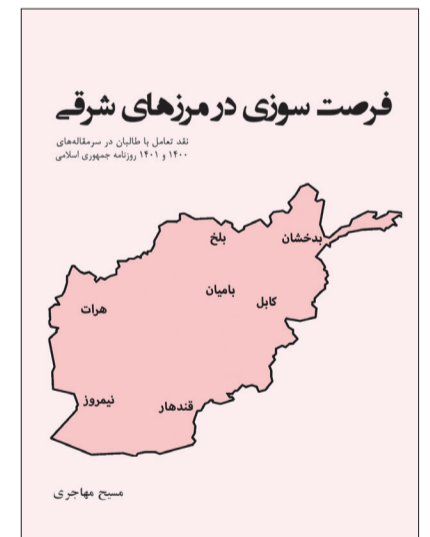 فرصت سوزی در مرزهای شرقی
نقد تعامل با طالبان در سرمقاله‌های
۱۴۰۰ و ۱۴۰۱ روزنامه جمهوری اسلامی
بدخشان
بلخ
بامیان
کابل
هرات
نیمروز
قندهار
مسیح مهاجری